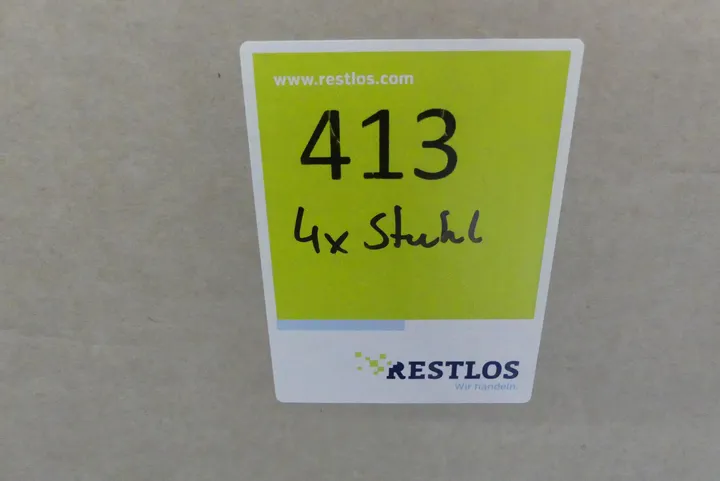 www.restlos.com
413
4x Stuhl
RESTLOS
Wir handeln.